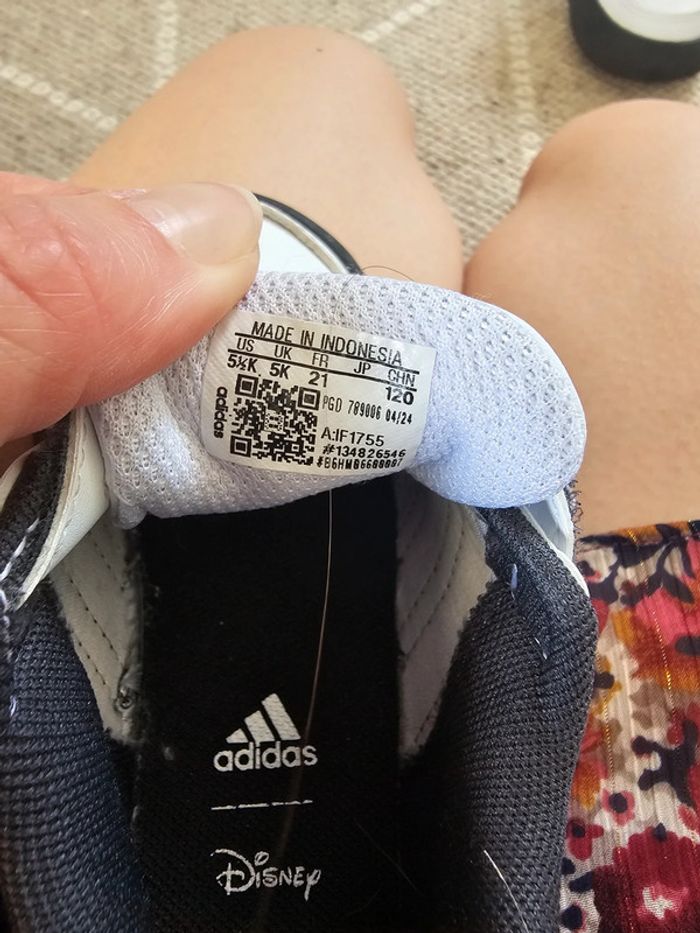 MADE IN INDONESIA
US UK FR JP CHN
5½K 5K 21 120
adidas
PGD 789006 04/24
A:IF1755
#134826546
adidas
Disney